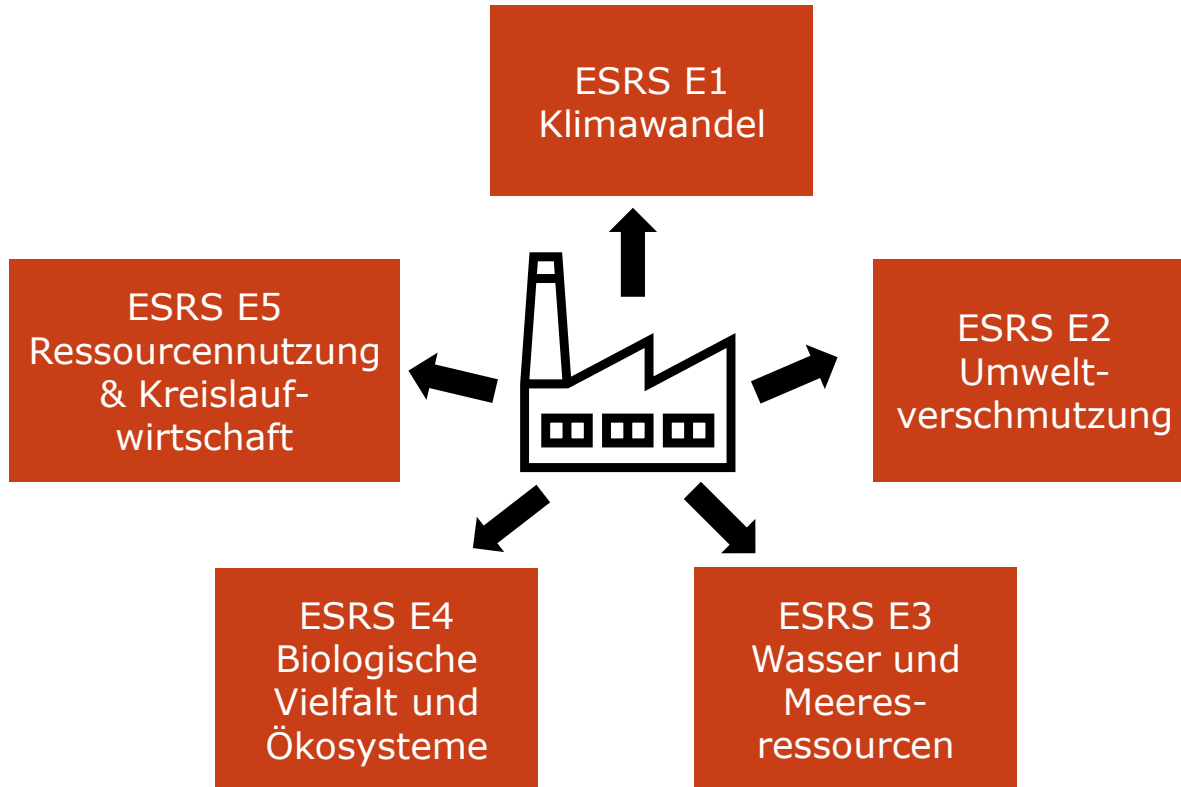 ESRS E1
Klimawandel
ESRS E5
Ressourcennutzung
& Kreislauf-
wirtschaft
ESRS E2
Umwelt-
verschmutzung
ESRS E4
Biologische
Vielfalt und
Ökosysteme
ESRS E3
Wasser und
Meeres-
ressourcen